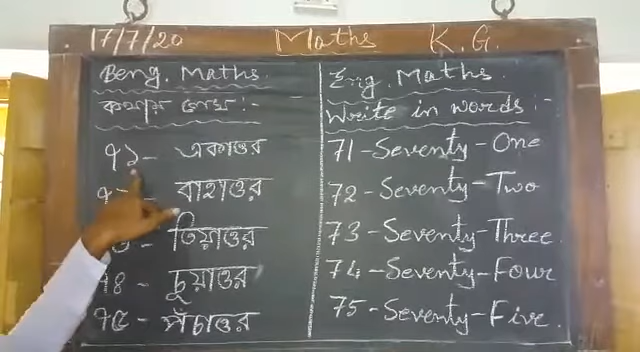 17/7/20 Maths K.G.
Beng. Maths.
কথায় লেখ :-
৭১ - একাত্তর
বাহাত্তর
তিয়াত্তর
৭৪ - চুয়াত্তর
৭৫ - পঁচাত্তর
Eng. Maths.
Write in words :-
71 - Seventy - One
72 - Seventy - Two
73 - Seventy - Three.
74 - Seventy - Four
75 - Seventy - Five.